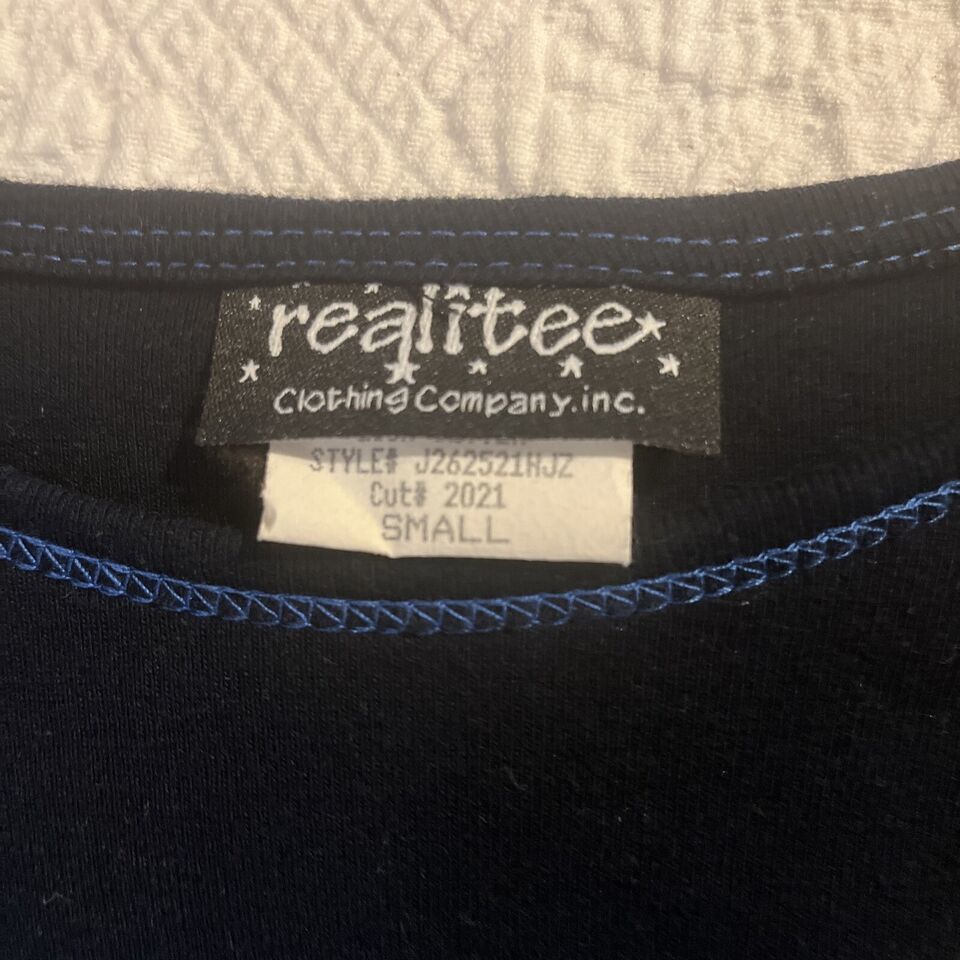 realitee
Clothing Company.inc.
STYLE# J262521HJZ
Cut# 2021
SMALL